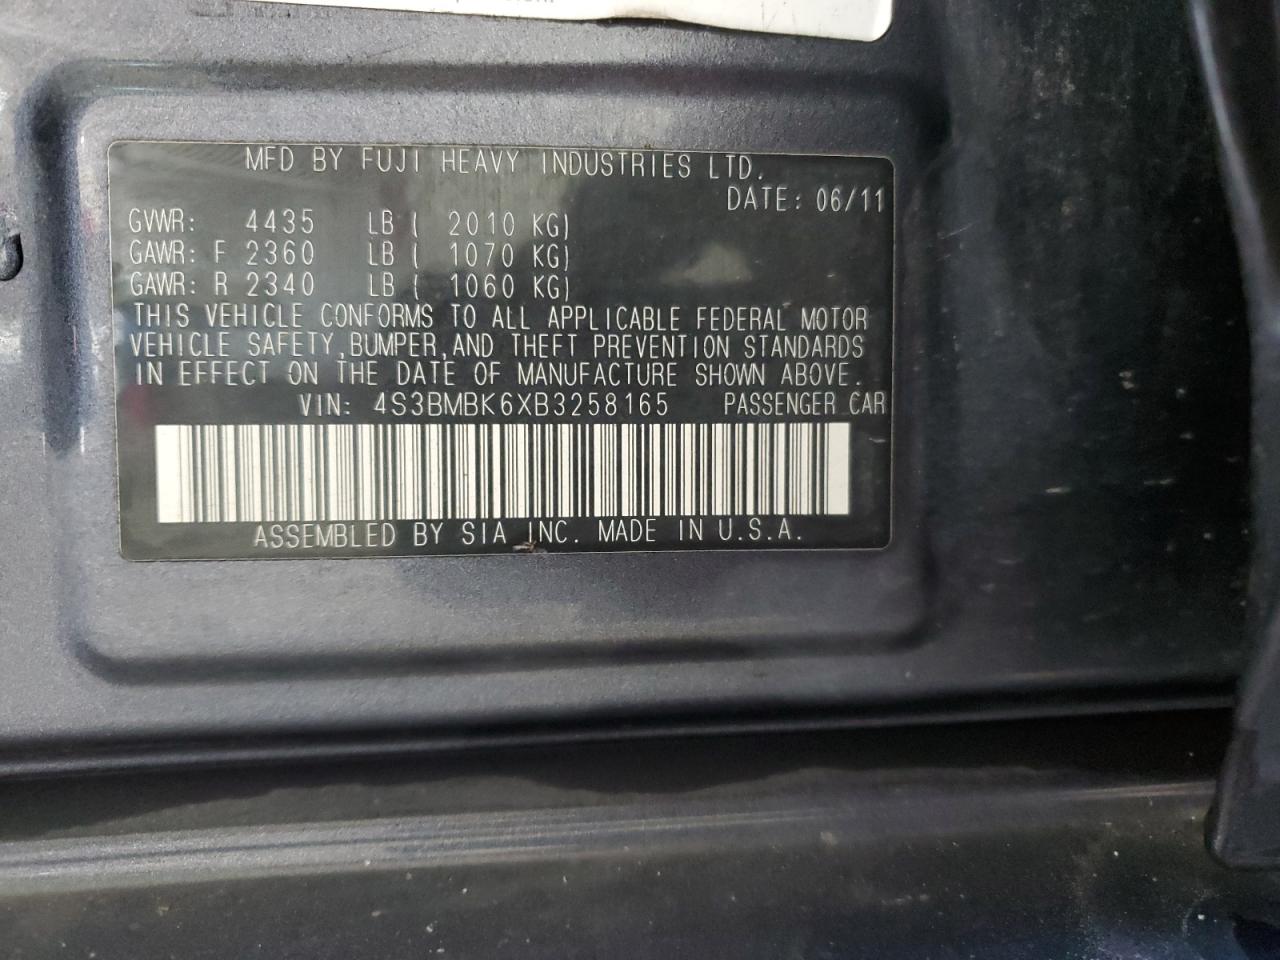 MFD BY FUJI HEAVY INDUSTRIES LTD.
DATE: 06/11
GVWR: 4435 LB ( 2010 KG)
GAWR: F 2360 LB ( 1070 KG)
GAWR: R 2340 LB ( 1060 KG)
THIS VEHICLE CONFORMS TO ALL APPLICABLE FEDERAL MOTOR
VEHICLE SAFETY,BUMPER,AND THEFT PREVENTION STANDARDS
IN EFFECT ON THE DATE OF MANUFACTURE SHOWN ABOVE.
VIN: 4S3BMBK6XB3258165 PASSENGER CAR
ASSEMBLED BY SIA INC. MADE IN U.S.A.